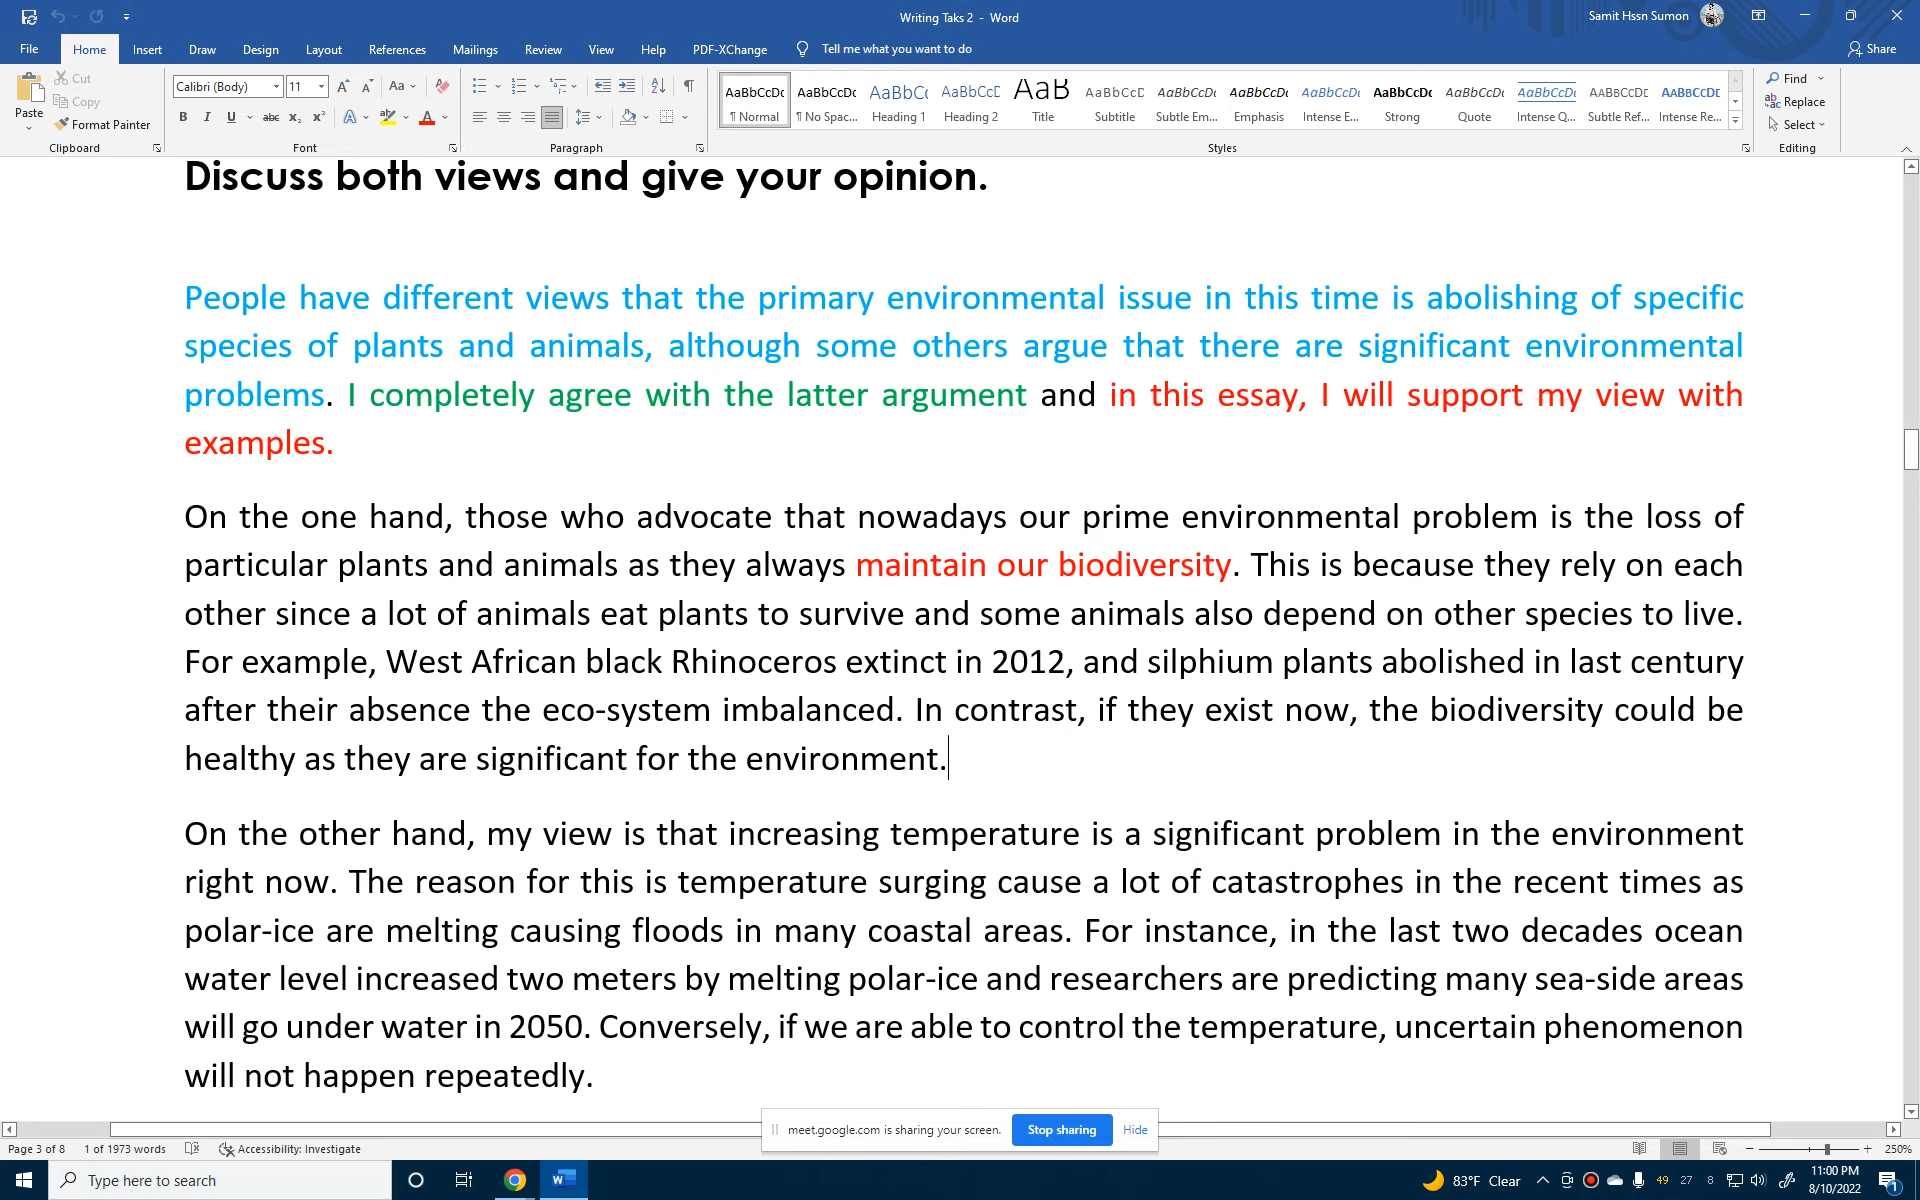 Writing Taks 2 - Word
Samit Hssn Sumon
File Home Insert Draw Design Layout References Mailings Review View Help PDF-XChange Tell me what you want to do
Share
Cut
Copy
Paste
Format Painter
Clipboard
Calibri (Body) 11
Font
Paragraph
AaBbCcDc AaBbCcDc AaBbCc AaBbCcD AaB AaBbCcD AaBbCcDc AaBbCcDc AaBbCcDc AaBbCcDc AaBbCcDc AaBbCcDc AaBbCcDc AaBbCcDc
¶ Normal ¶ No Spac... Heading 1 Heading 2 Title Subtitle Subtle Em... Emphasis Intense E... Strong Quote Intense Q... Subtle Ref... Intense Re...
Styles
Find
Replace
Select
Editing
Discuss both views and give your opinion.
People have different views that the primary environmental issue in this time is abolishing of specific
species of plants and animals, although some others argue that there are significant environmental
problems. I completely agree with the latter argument and in this essay, I will support my view with
examples.
On the one hand, those who advocate that nowadays our prime environmental problem is the loss of
particular plants and animals as they always maintain our biodiversity. This is because they rely on each
other since a lot of animals eat plants to survive and some animals also depend on other species to live.
For example, West African black Rhinoceros extinct in 2012, and silphium plants abolished in last century
after their absence the eco-system imbalanced. In contrast, if they exist now, the biodiversity could be
healthy as they are significant for the environment.
On the other hand, my view is that increasing temperature is a significant problem in the environment
right now. The reason for this is temperature surging cause a lot of catastrophes in the recent times as
polar-ice are melting causing floods in many coastal areas. For instance, in the last two decades ocean
water level increased two meters by melting polar-ice and researchers are predicting many sea-side areas
will go under water in 2050. Conversely, if we are able to control the temperature, uncertain phenomenon
will not happen repeatedly.
meet.google.com is sharing your screen. Stop sharing Hide
Page 3 of 8 1 of 1973 words Accessibility: Investigate
250%
Type here to search
83°F Clear
49 27 8
11:00 PM
8/10/2022